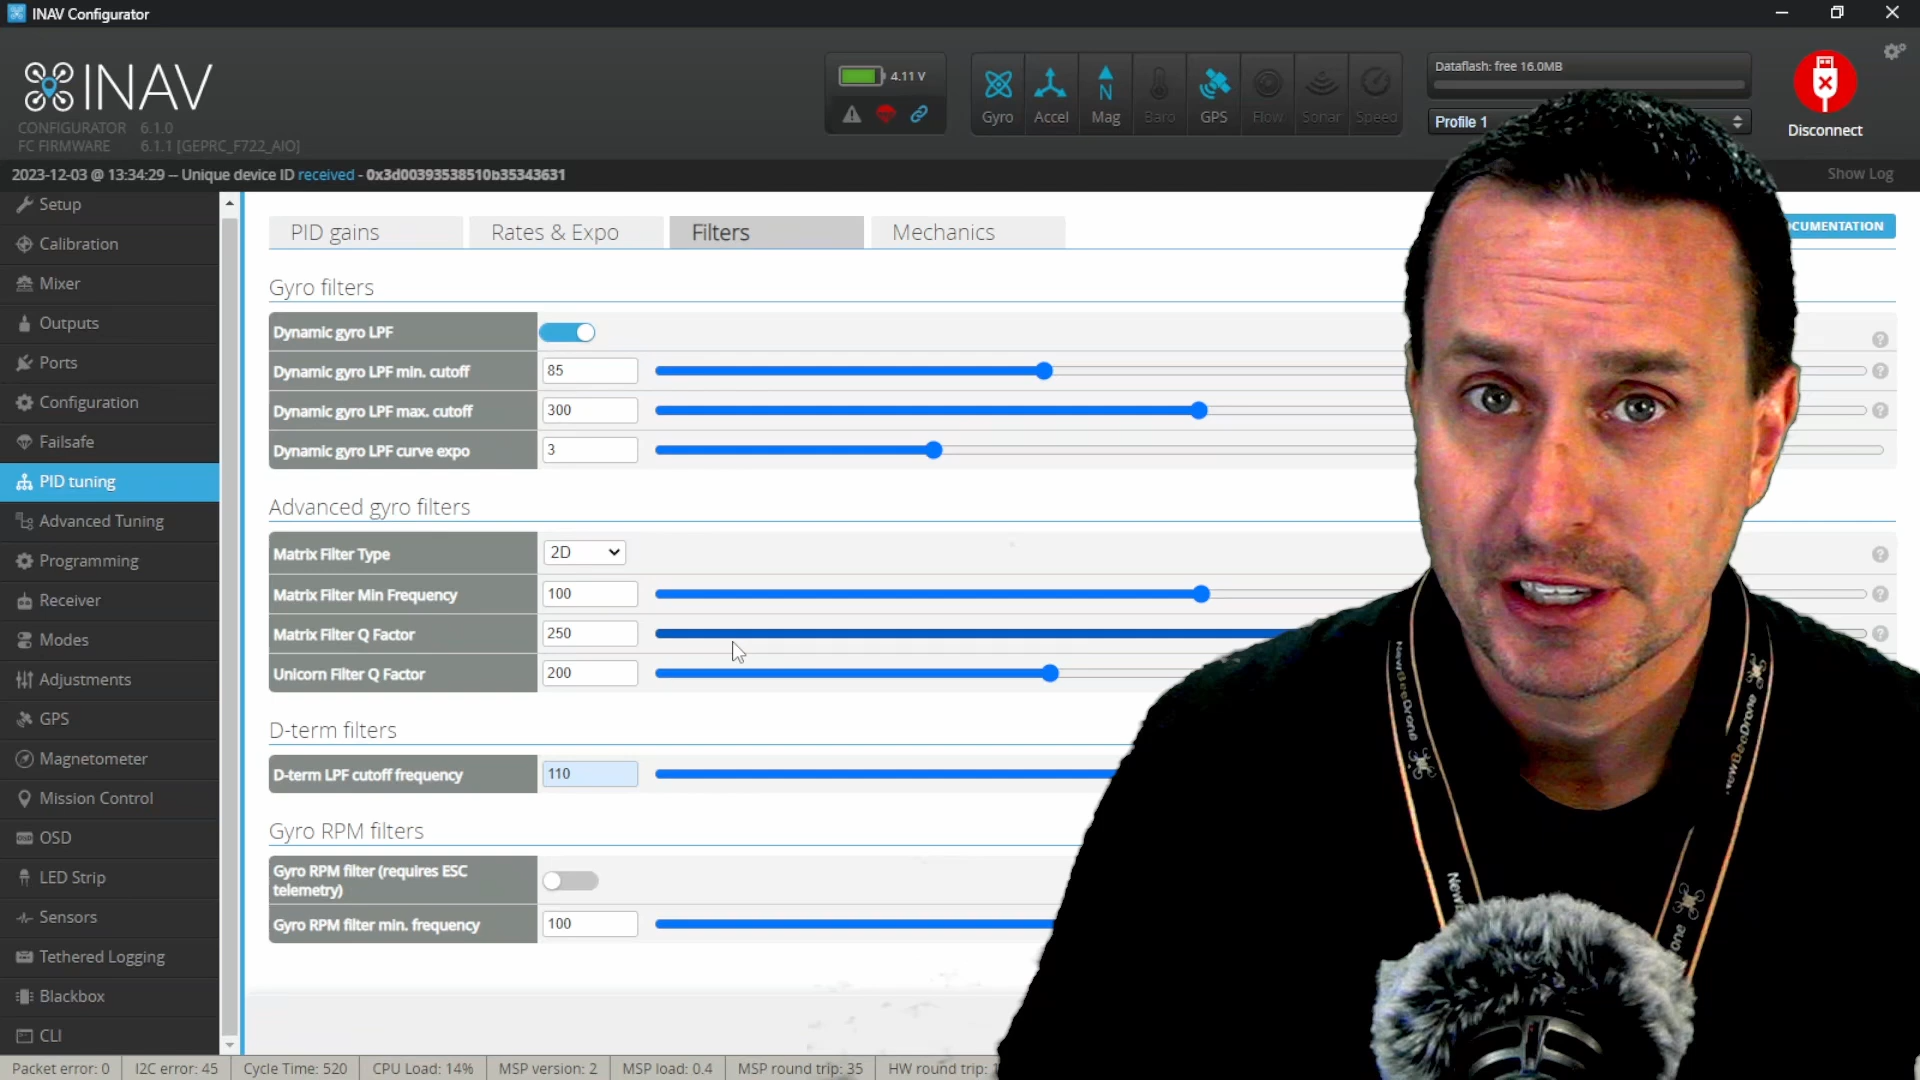 INAV Configurator
INAV
CONFIGURATOR 6.1.0
FC FIRMWARE 6.1.1 [GEPRC_F722_AIO]
4.11 V
Gyro
Accel
N
Mag
Baro
GPS
Flow
Sonar
Speed
Dataflash: free 16.0MB
Profile 1
Disconnect
2023-12-03 @ 13:34:29 -- Unique device ID received - 0x3d00393538510b35343631
Show Log
Setup
Calibration
Mixer
Outputs
Ports
Configuration
Failsafe
PID tuning
Advanced Tuning
Programming
Receiver
Modes
Adjustments
GPS
Magnetometer
Mission Control
OSD
LED Strip
Sensors
Tethered Logging
Blackbox
CLI
PID gains
Rates & Expo
Filters
Mechanics
CUMENTATION
Gyro filters
Dynamic gyro LPF
?
Dynamic gyro LPF min. cutoff 85
?
Dynamic gyro LPF max. cutoff 300
?
Dynamic gyro LPF curve expo 3
Advanced gyro filters
Matrix Filter Type 2D
?
Matrix Filter Min Frequency 100
?
Matrix Filter Q Factor 250
?
Unicorn Filter Q Factor 200
D-term filters
D-term LPF cutoff frequency 110
Gyro RPM filters
Gyro RPM filter (requires ESC
telemetry)
Gyro RPM filter min. frequency 100
NewBeeDrone
NewBeeDrone
Packet error: 0
I2C error: 45
Cycle Time: 520
CPU Load: 14%
MSP version: 2
MSP load: 0.4
MSP round trip: 35
HW round trip: